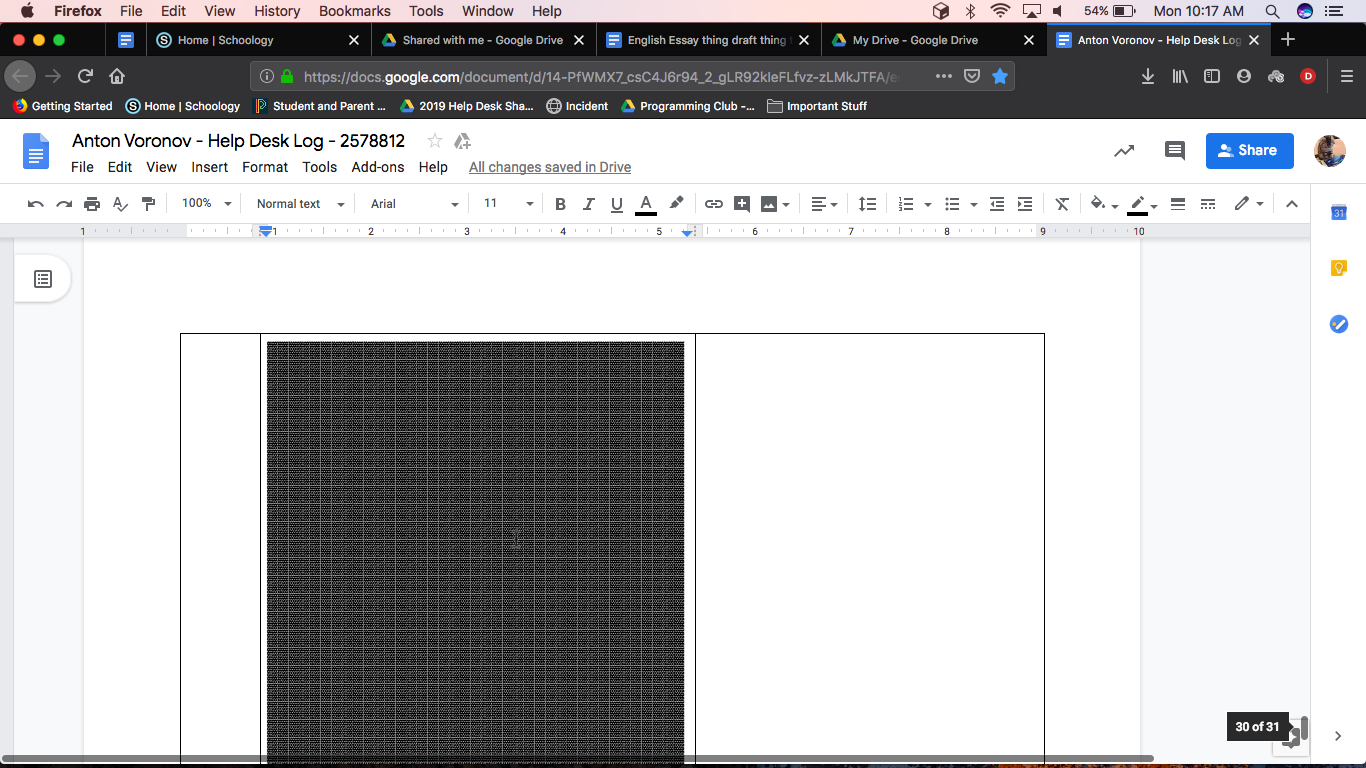 Firefox File Edit View History Bookmarks Tools Window Help 54% Mon 10:17 AM
Home | Schoology Shared with me - Google Drive English Essay thing draft thing My Drive - Google Drive Anton Voronov - Help Desk Log
https://docs.google.com/document/d/14-PfWMX7_csC4J6r94_2_gLR92kleFLfvz-zLMkJTFA/e D
Getting Started Home | Schoology Student and Parent ... 2019 Help Desk Sha... Incident Programming Club -... Important Stuff
Anton Voronov - Help Desk Log - 2578812
Share
File Edit View Insert Format Tools Add-ons Help All changes saved in Drive
100% Normal text Arial 11 B I U A
31
1 1 2 3 4 5 6 7 8 9 10
30 of 31